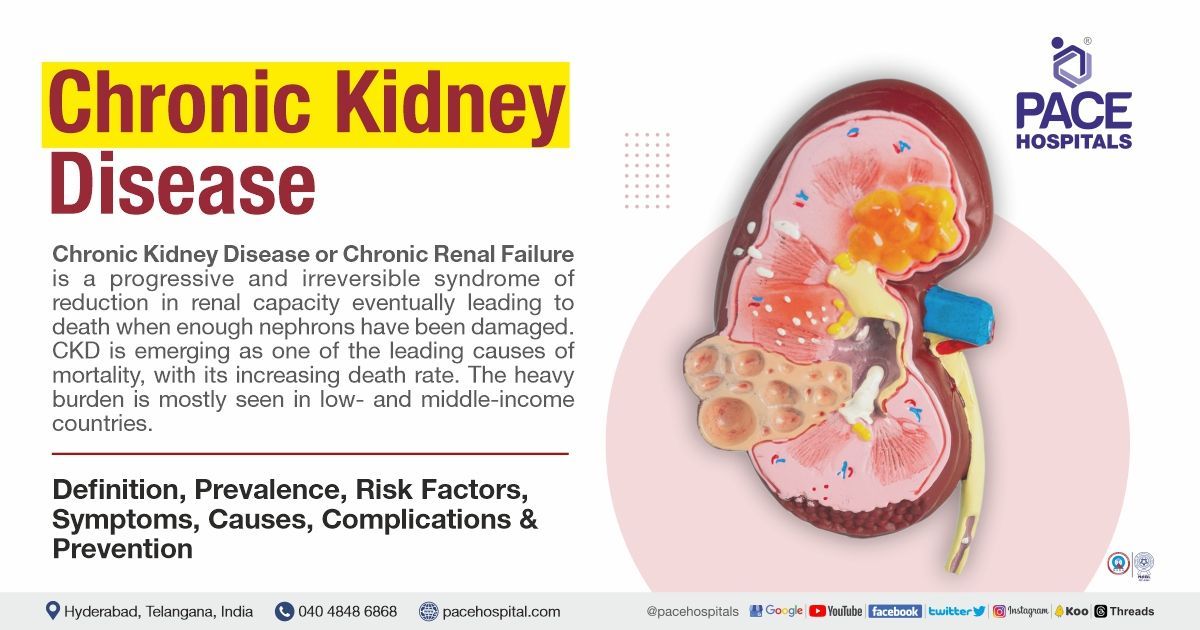 Chronic Kidney
Disease
PACE
HOSPITALS
®
Chronic Kidney Disease or Chronic Renal Failure
is a progressive and irreversible syndrome of
reduction in renal capacity eventually leading to
death when enough nephrons have been damaged.
CKD is emerging as one of the leading causes of
mortality, with its increasing death rate. The heavy
burden is mostly seen in low- and middle-income
countries.
Definition, Prevalence, Risk Factors,
Symptoms, Causes, Complications &
Prevention
Hyderabad, Telangana, India 040 4848 6868 pacehospital.com @pacehospitals Google YouTube facebook twitter Instagram Koo Threads